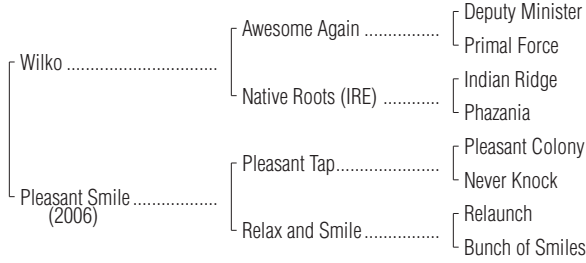 Deputy Minister
Awesome Again ................
Primal Force
Wilko ................................
Indian Ridge
Native Roots (IRE) ............
Phazania
Pleasant Colony
Pleasant Tap......................
Never Knock
Pleasant Smile ..................
(2006)
Relaunch
Relax and Smile................
Bunch of Smiles